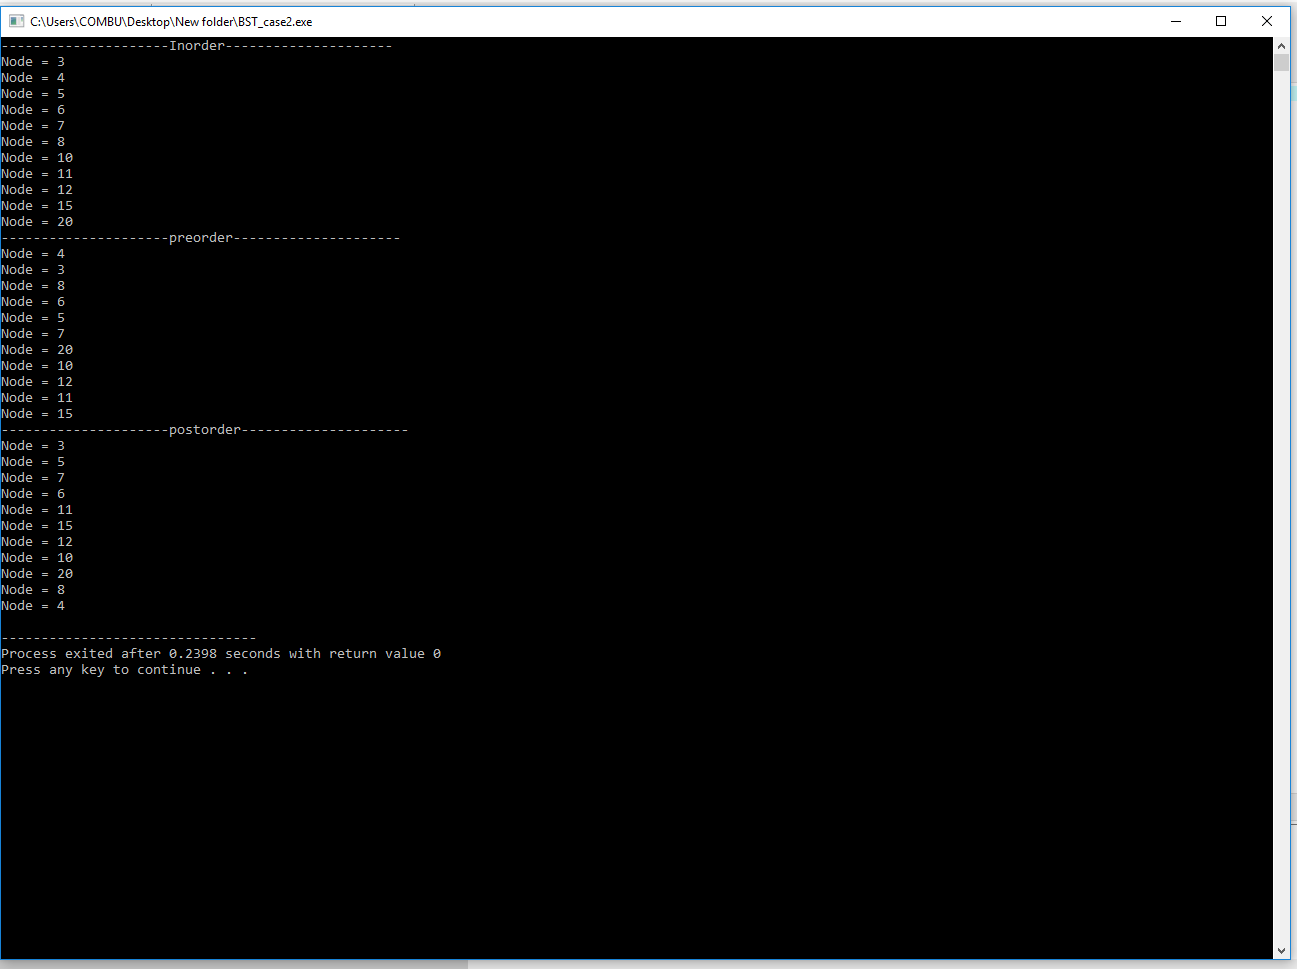 C:\Users\COMBU\Desktop\New folder\BST_case2.exe
---------------------Inorder---------------------
Node = 3
Node = 4
Node = 5
Node = 6
Node = 7
Node = 8
Node = 10
Node = 11
Node = 12
Node = 15
Node = 20
---------------------preorder---------------------
Node = 4
Node = 3
Node = 8
Node = 6
Node = 5
Node = 7
Node = 20
Node = 10
Node = 12
Node = 11
Node = 15
---------------------postorder---------------------
Node = 3
Node = 5
Node = 7
Node = 6
Node = 11
Node = 15
Node = 12
Node = 10
Node = 20
Node = 8
Node = 4
--------------------------------
Process exited after 0.2398 seconds with return value 0
Press any key to continue . . .